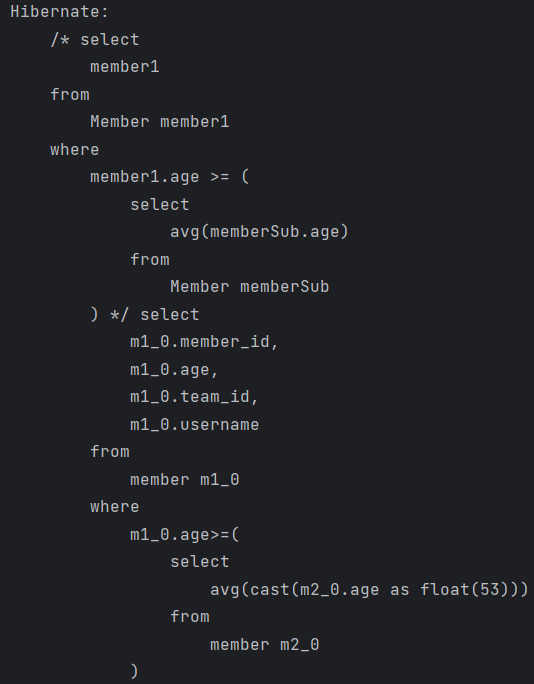 Hibernate:
    /* select
        member1
    from
        Member member1
    where
        member1.age >= (
            select
                avg(memberSub.age)
            from
                Member memberSub
        ) */ select
            m1_0.member_id,
            m1_0.age,
            m1_0.team_id,
            m1_0.username
        from
            member m1_0
        where
            m1_0.age>=(
                select
                    avg(cast(m2_0.age as float(53)))
                from
                    member m2_0
            )